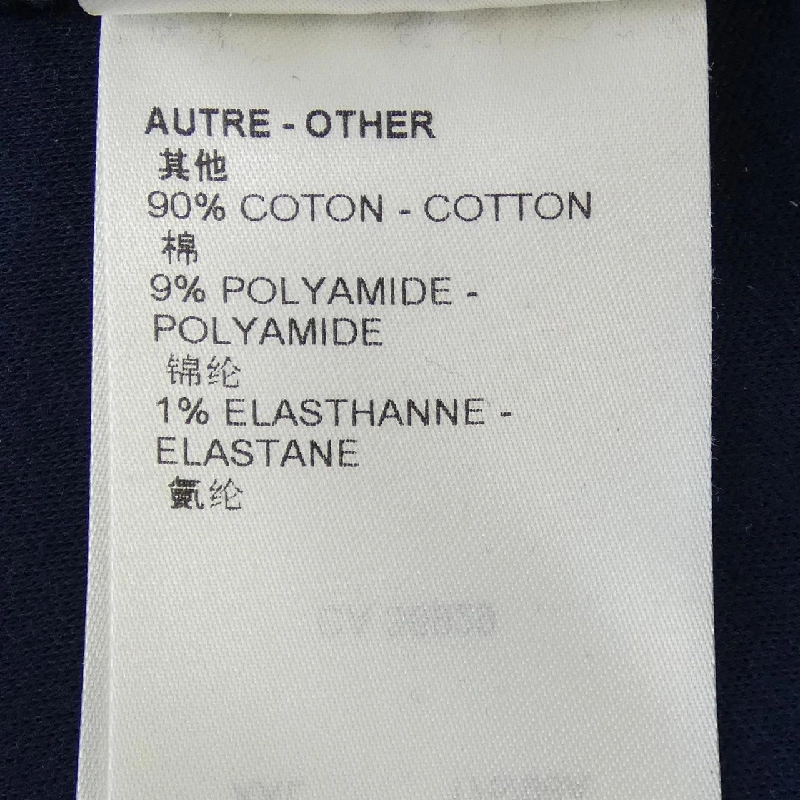 AUTRE - OTHER
其他
90% COTON - COTTON
棉
9% POLYAMIDE -
POLYAMIDE
锦纶
1% ELASTHANNE -
ELASTANE
氨纶